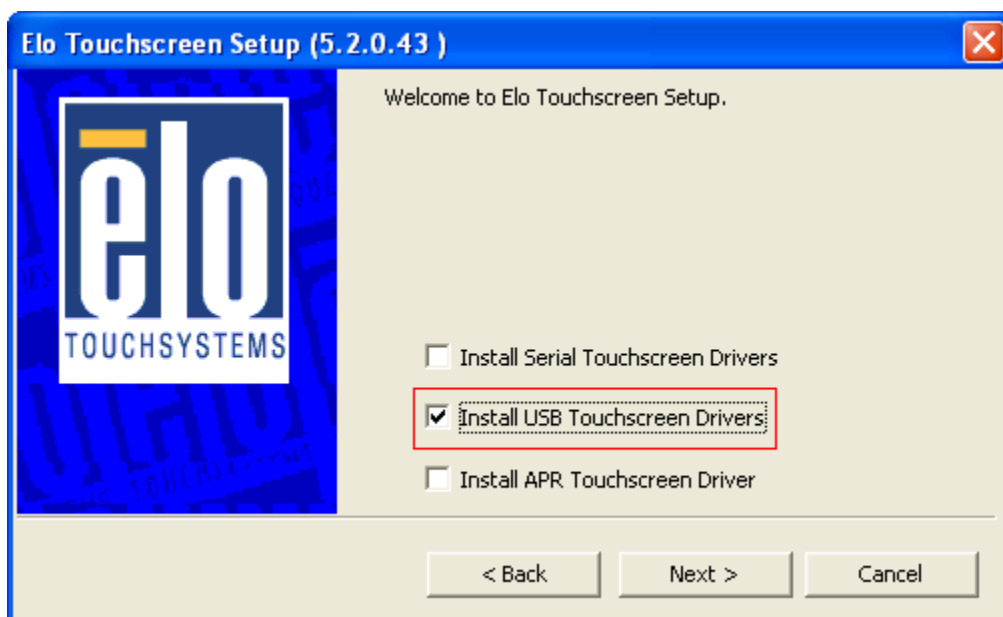 Elo Touchscreen Setup (5.2.0.43 )
Welcome to Elo Touchscreen Setup.
elo
TOUCHSYSTEMS
Install Serial Touchscreen Drivers
Install USB Touchscreen Drivers
Install APR Touchscreen Driver
< Back
Next >
Cancel